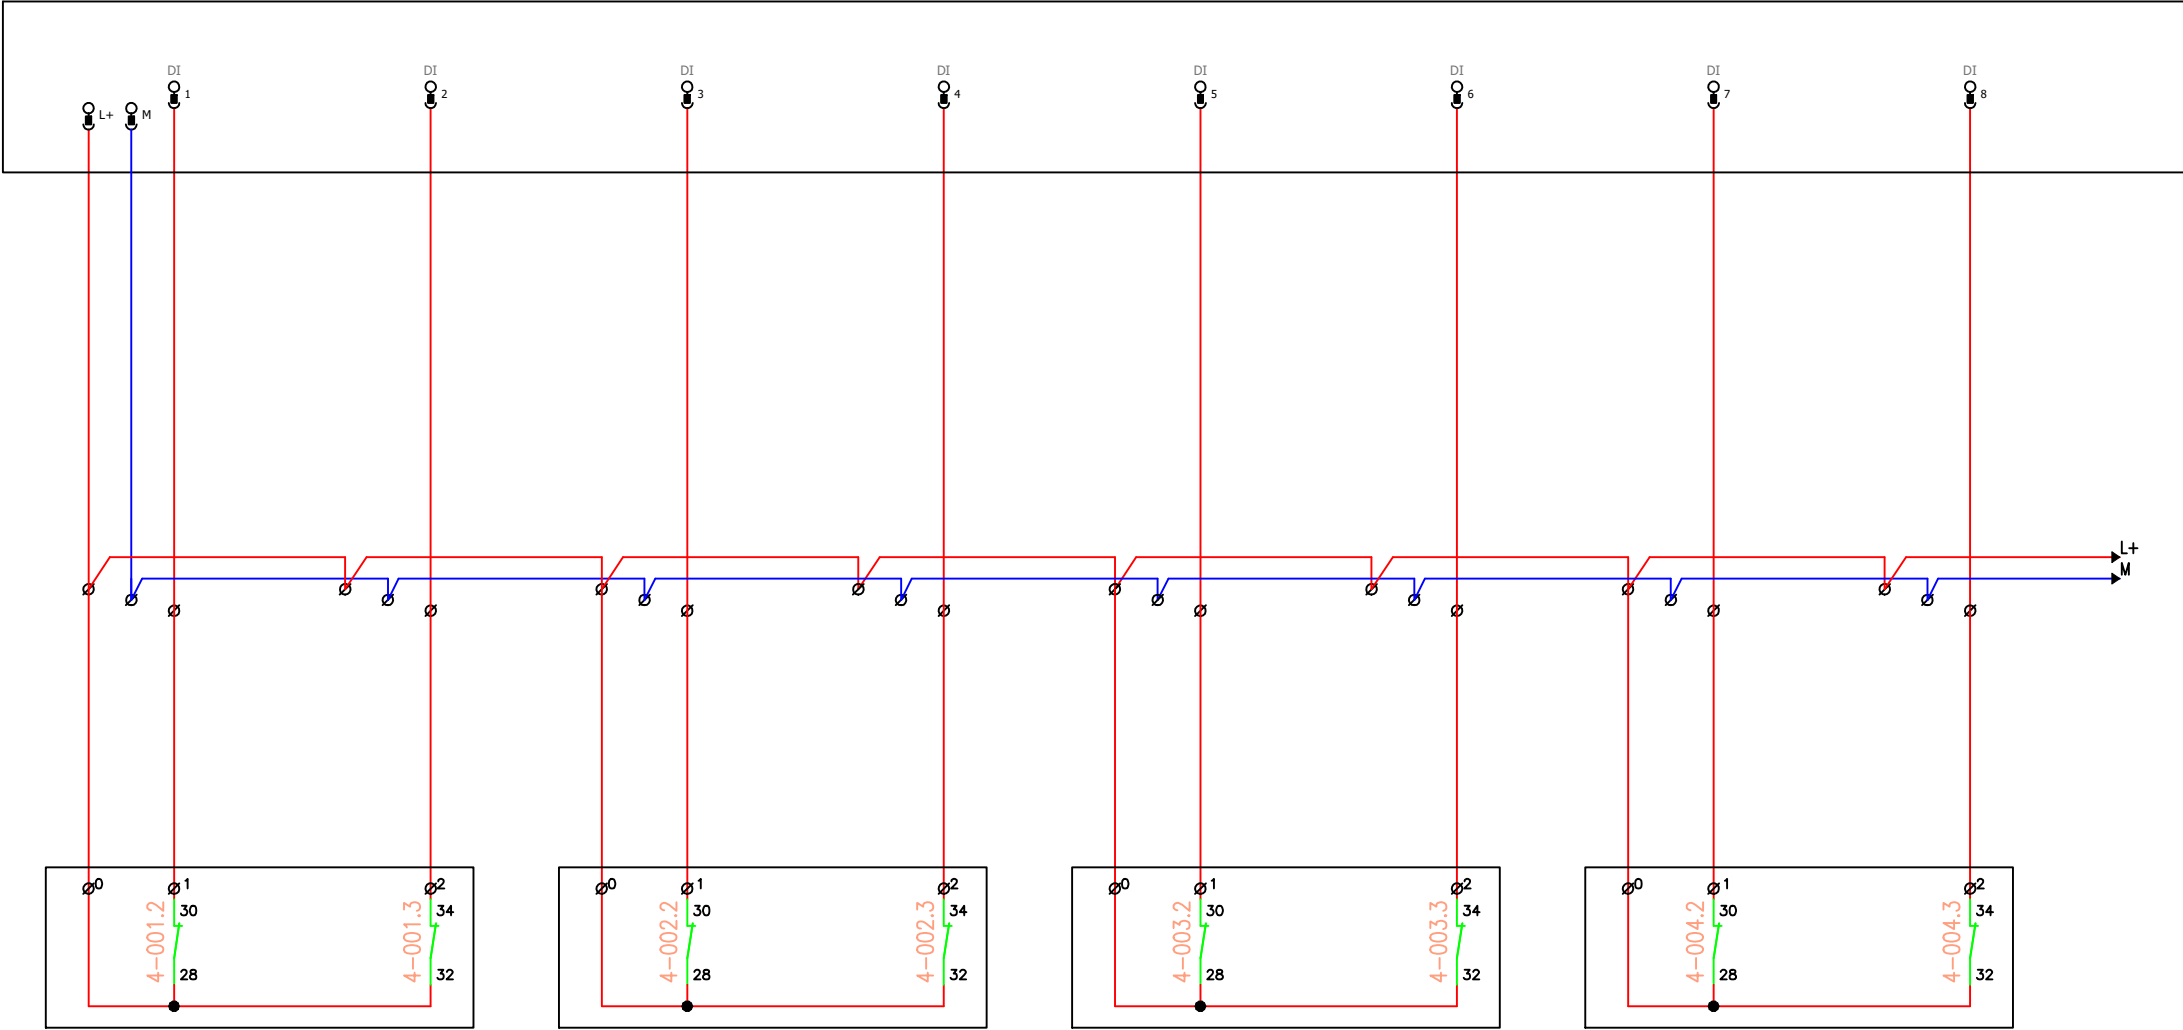 DI DI DI DI DI DI DI DI
1 2 3 4 5 6 7 8
L+ M
L+
M
0 1 2 0 1 2 0 1 2 0 1 2
4-001.2 30 4-001.3 34 4-002.2 30 4-002.3 34 4-003.2 30 4-003.3 34 4-004.2 30 4-004.3 34
28 32 28 32 28 32 28 32